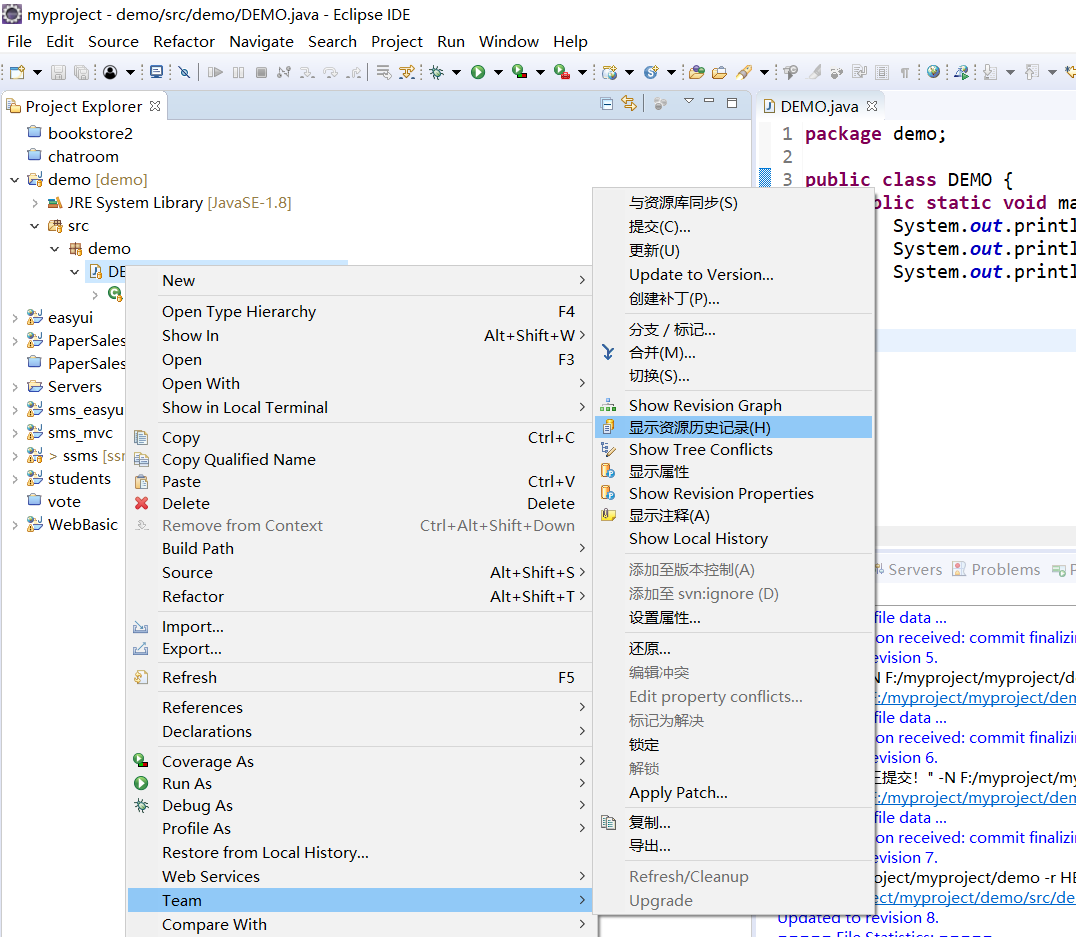 myproject - demo/src/demo/DEMO.java - Eclipse IDE
File Edit Source Refactor Navigate Search Project Run Window Help
Project Explorer
bookstore2
chatroom
demo [demo]
JRE System Library [JavaSE-1.8]
src
demo
DE
easyui
PaperSales
PaperSales
Servers
sms_easyu
sms_mvc
> ssms [ssm
students
vote
WebBasic
New
Open Type Hierarchy F4
Show In Alt+Shift+W
Open F3
Open With
Show in Local Terminal
Copy Ctrl+C
Copy Qualified Name
Paste Ctrl+V
Delete Delete
Remove from Context Ctrl+Alt+Shift+Down
Build Path
Source Alt+Shift+S
Refactor Alt+Shift+T
Import...
Export...
Refresh F5
References
Declarations
Coverage As
Run As
Debug As
Profile As
Restore from Local History...
Web Services
Team
Compare With
与资源库同步(S)
提交(C)...
更新(U)
Update to Version...
创建补丁(P)...
分支 / 标记...
合并(M)...
切换(S)...
Show Revision Graph
显示资源历史记录(H)
Show Tree Conflicts
显示属性
Show Revision Properties
显示注释(A)
Show Local History
添加至版本控制(A)
添加至 svn:ignore (D)
设置属性...
还原...
编辑冲突
Edit property conflicts...
标记为解决
锁定
解锁
Apply Patch...
复制...
导出...
Refresh/Cleanup
Upgrade
DEMO.java
1 package demo;
2
3 public class DEMO {
blic static void ma
System.out.printl
System.out.printl
System.out.printl
Servers Problems
file data ...
on received: commit finalizin
evision 5.
N F:/myproject/myproject/d
F:/myproject/myproject/dem
file data ...
on received: commit finalizin
evision 6.
提交！" -N F:/myproject/my
F:/myproject/myproject/dem
file data ...
on received: commit finalizin
evision 7.
oject/myproject/demo -r HE
ect/myproject/demo/src/de
Updated to revision 8.
===== File Statistics: =====